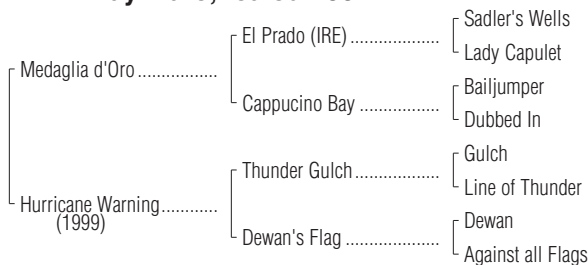 Sadler's Wells
El Prado (IRE) ....................
Lady Capulet
Medaglia d'Oro .................
Bailjumper
Cappucino Bay ..................
Dubbed In
Gulch
Thunder Gulch ...................
Line of Thunder
Hurricane Warning............
(1999)
Dewan
Dewan's Flag .....................
Against all Flags